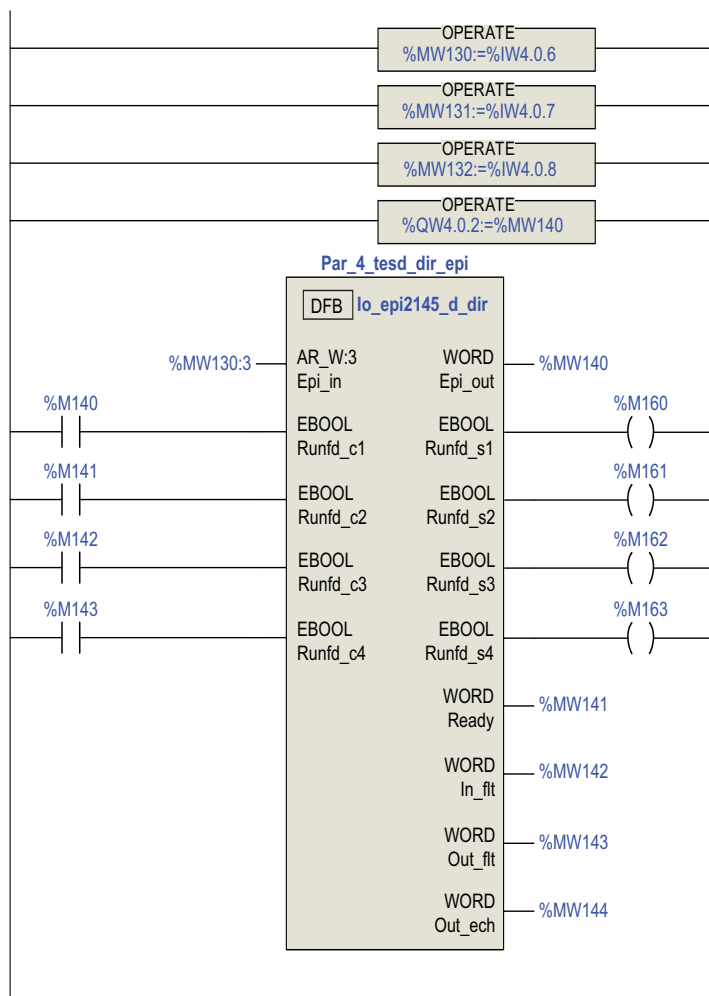 OPERATE
%MW130:=%IW4.0.6
OPERATE
%MW131:=%IW4.0.7
OPERATE
%MW132:=%IW4.0.8
OPERATE
%QW4.0.2:=%MW140
Par_4_tesd_dir_epi
DFB Io_epi2145_d_dir
%MW130:3 AR_W:3 WORD %MW140
Epi_in Epi_out
%M140 %M160
EBOOL EBOOL
Runfd_c1 Runfd_s1
%M141 %M161
EBOOL EBOOL
Runfd_c2 Runfd_s2
%M142 %M162
EBOOL EBOOL
Runfd_c3 Runfd_s3
%M143 %M163
EBOOL EBOOL
Runfd_c4 Runfd_s4
WORD %MW141
Ready
WORD %MW142
In_flt
WORD %MW143
Out_flt
WORD %MW144
Out_ech